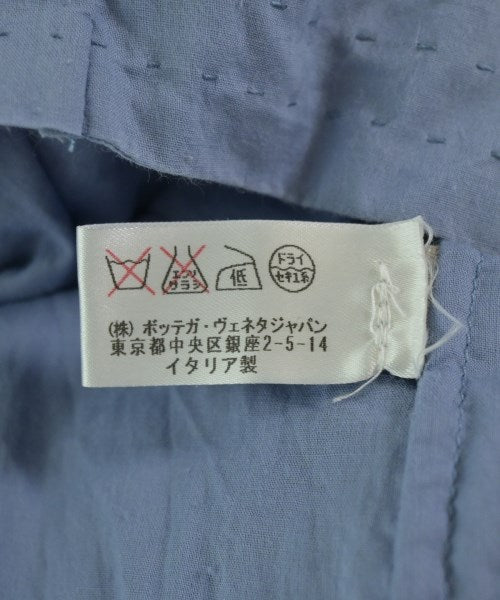 エンソ
サラシ
低
ドライ
セキユ系
(株) ボッテガ・ヴェネタジャパン
東京都中央区銀座2-5-14
イタリア製